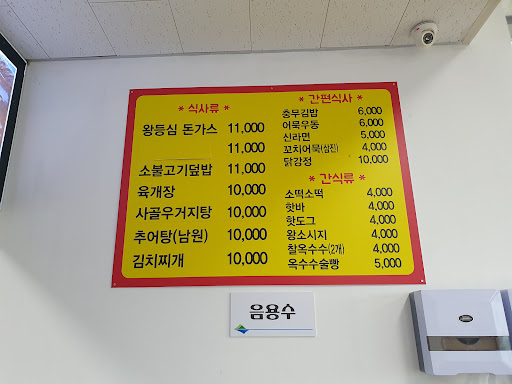 * 식사류 *
왕등심 돈가스 11,000
11,000
소불고기덮밥 11,000
육개장 10,000
사골우거지탕 10,000
추어탕(남원) 10,000
김치찌개 10,000
* 간편식사 *
충무김밥 6,000
어묵우동 6,000
신라면 5,000
꼬치어묵(삼진) 4,000
닭강정 10,000
* 간식류 *
소떡소떡 4,000
핫바 4,000
핫도그 4,000
왕소시지 4,000
찰옥수수(2개) 4,000
옥수수술빵 5,000
음용수